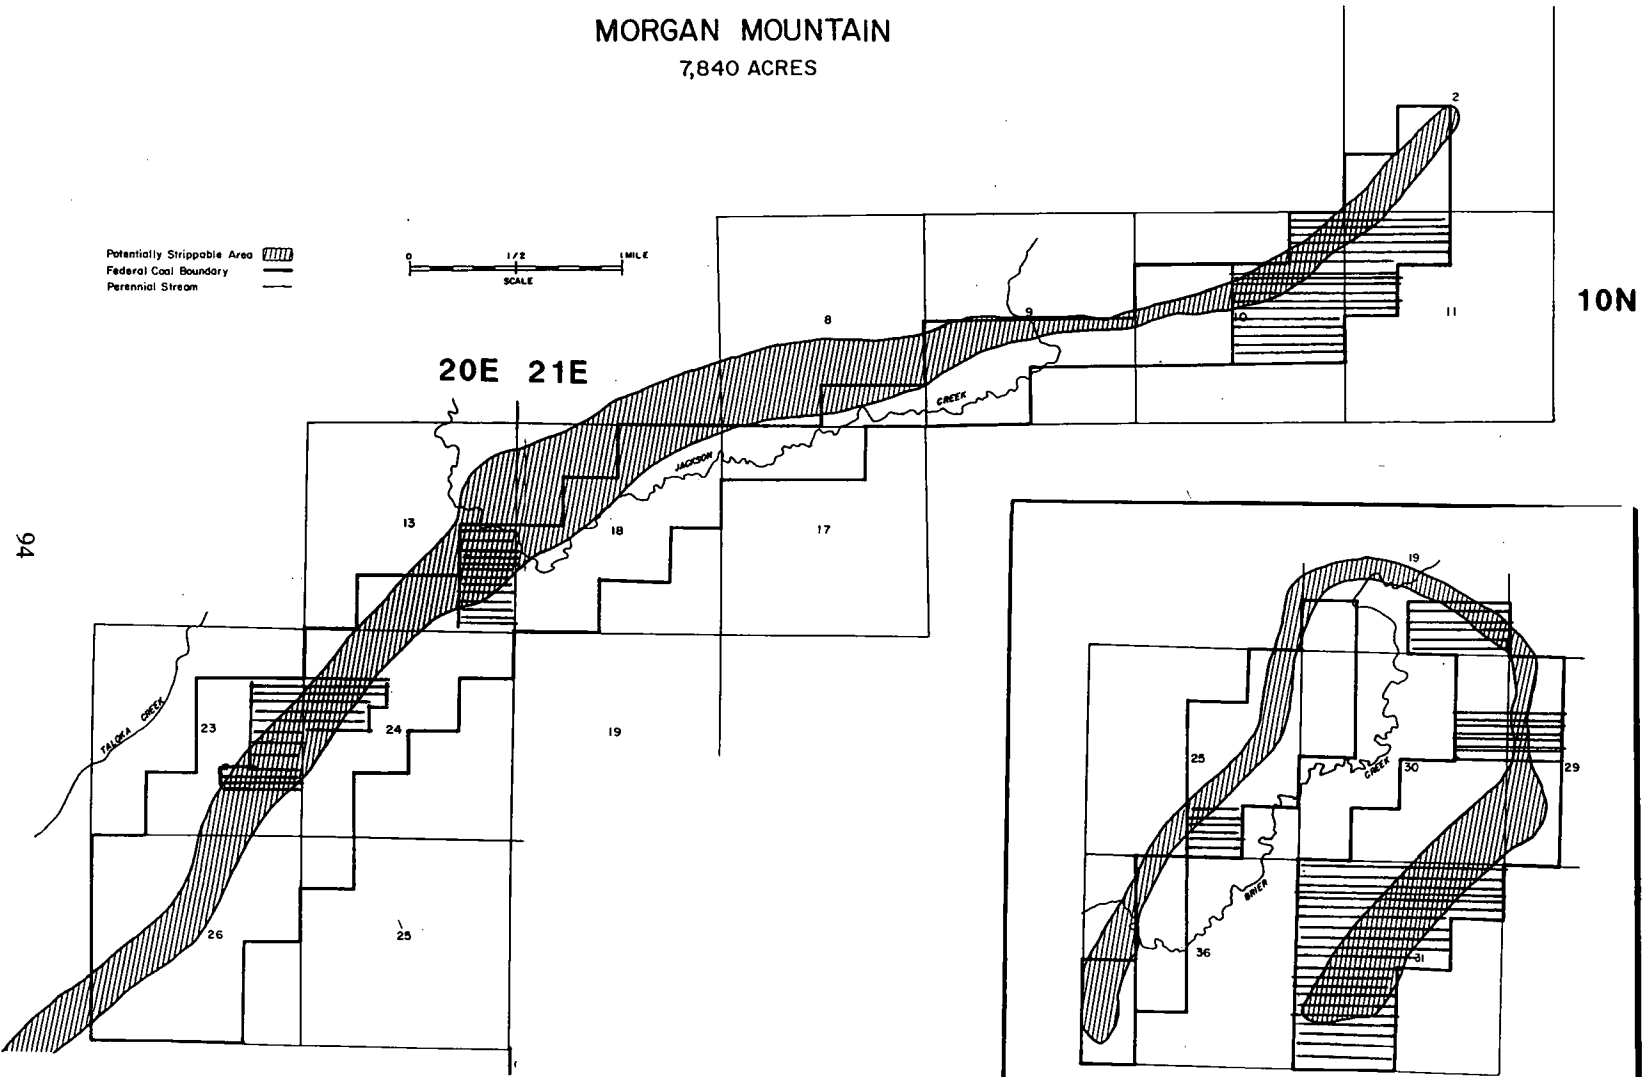 MORGAN MOUNTAIN
7,840 ACRES
2
Potentially Strippable Area
Federal Coal Boundary
Perennial Stream
0 1/2 1 MILE
SCALE
10N
8
9
10
11
20E 21E
CREEK
JACKSON
13
18
17
94
TALOKA CREEK
23
24
19
26
25
19
25
CREEK
30
29
BRIER
36
31